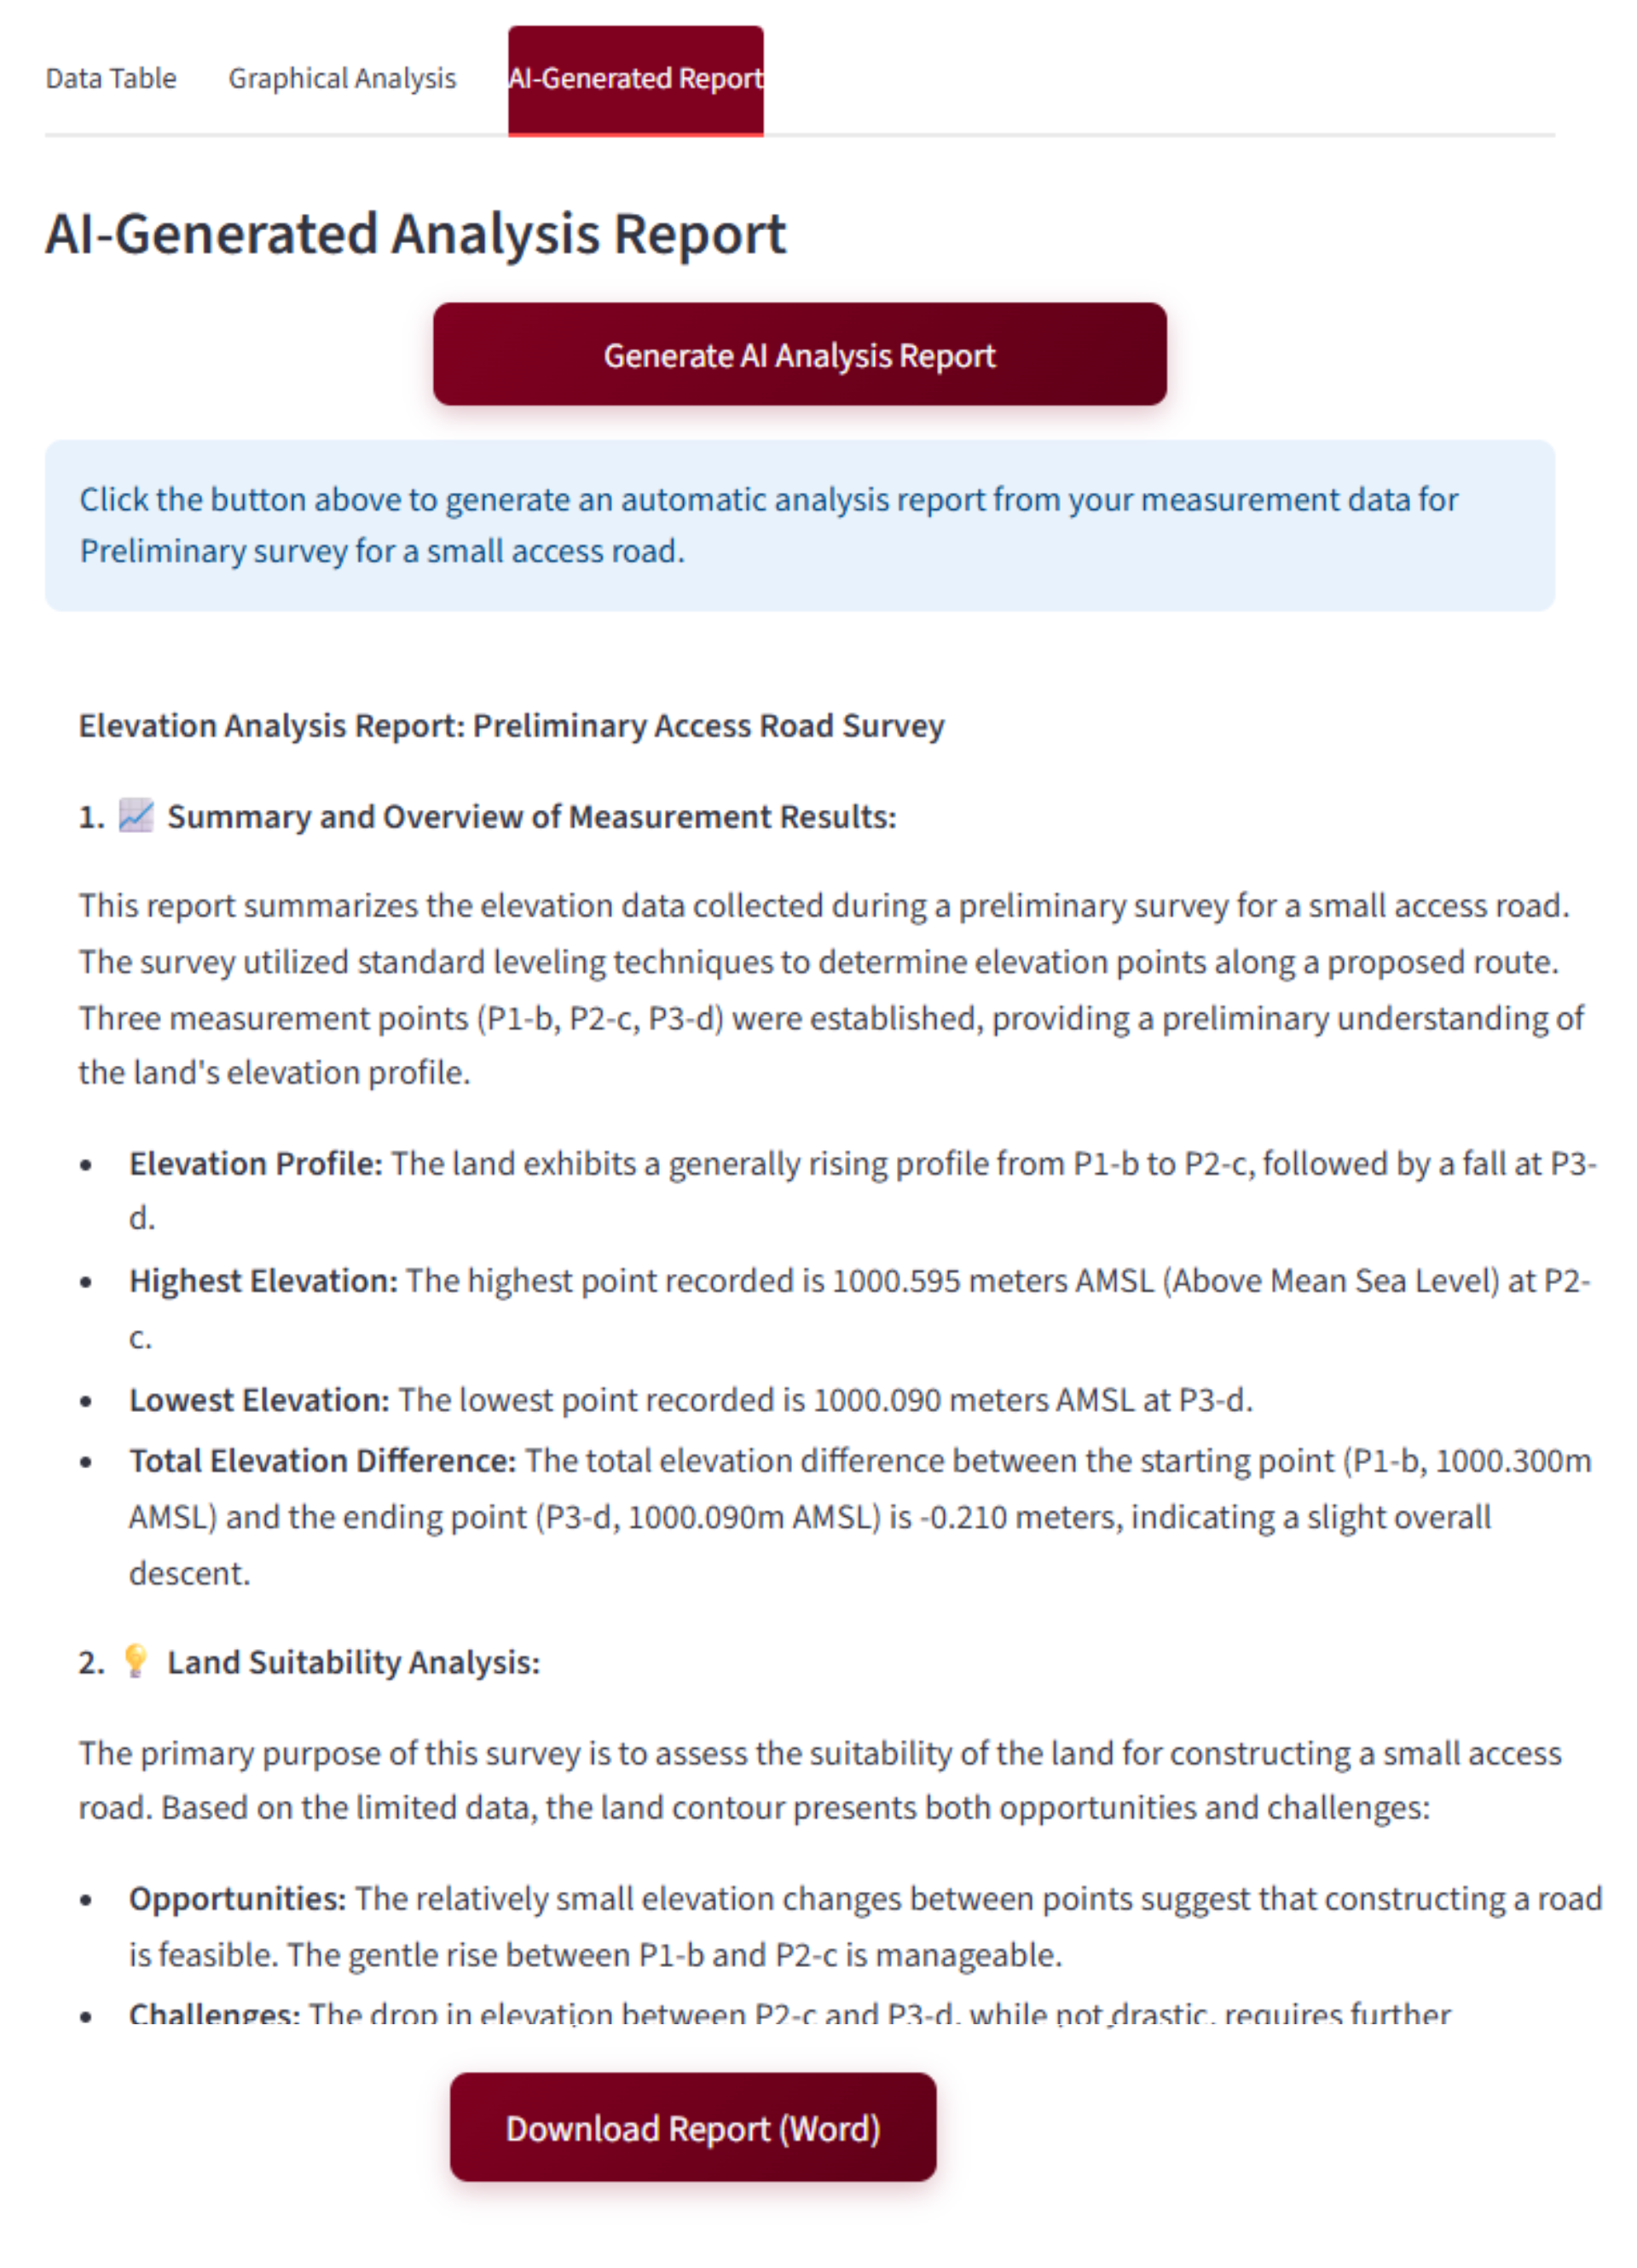 Data Table Graphical Analysis AI-Generated Report
AI-Generated Analysis Report
Generate AI Analysis Report
Click the button above to generate an automatic analysis report from your measurement data for
Preliminary survey for a small access road.
Elevation Analysis Report: Preliminary Access Road Survey
1. 📈 Summary and Overview of Measurement Results:
This report summarizes the elevation data collected during a preliminary survey for a small access road.
The survey utilized standard leveling techniques to determine elevation points along a proposed route.
Three measurement points (P1-b, P2-c, P3-d) were established, providing a preliminary understanding of
the land's elevation profile.
• Elevation Profile: The land exhibits a generally rising profile from P1-b to P2-c, followed by a fall at P3-
d.
• Highest Elevation: The highest point recorded is 1000.595 meters AMSL (Above Mean Sea Level) at P2-
c.
• Lowest Elevation: The lowest point recorded is 1000.090 meters AMSL at P3-d.
• Total Elevation Difference: The total elevation difference between the starting point (P1-b, 1000.300m
AMSL) and the ending point (P3-d, 1000.090m AMSL) is -0.210 meters, indicating a slight overall
descent.
2. 💡 Land Suitability Analysis:
The primary purpose of this survey is to assess the suitability of the land for constructing a small access
road. Based on the limited data, the land contour presents both opportunities and challenges:
• Opportunities: The relatively small elevation changes between points suggest that constructing a road
is feasible. The gentle rise between P1-b and P2-c is manageable.
• Challenges: The drop in elevation between P2-c and P3-d, while not drastic, requires further
Download Report (Word)